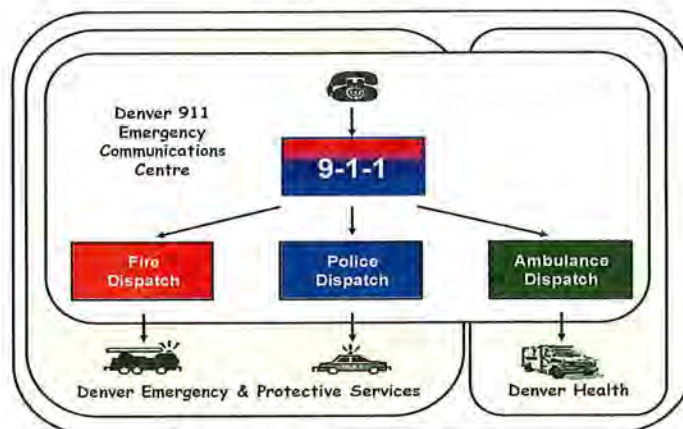 Denver 911
Emergency
Communications
Centre
9-1-1
Fire
Dispatch
Police
Dispatch
Ambulance
Dispatch
Denver Emergency & Protective Services
Denver Health